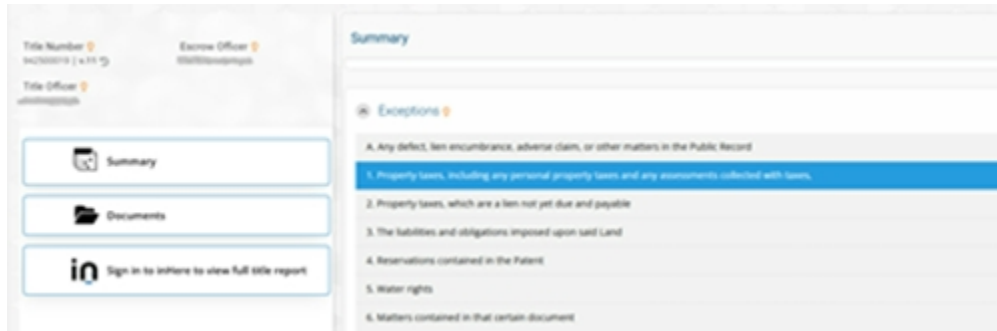 Title Number
Escrow Officer
Title Officer
Summary
Documents
in Sign in to inHere to view full title report
Summary
Exceptions
A. Any defect, lien encumbrance, adverse claim, or other matters in the Public Record
1. Property taxes, including any personal property taxes and any assessments collected with taxes,
2. Property taxes, which are a lien not yet due and payable
3. The liabilities and obligations imposed upon said Land
4. Reservations contained in the Patent
5. Water rights
6. Matters contained in that certain document